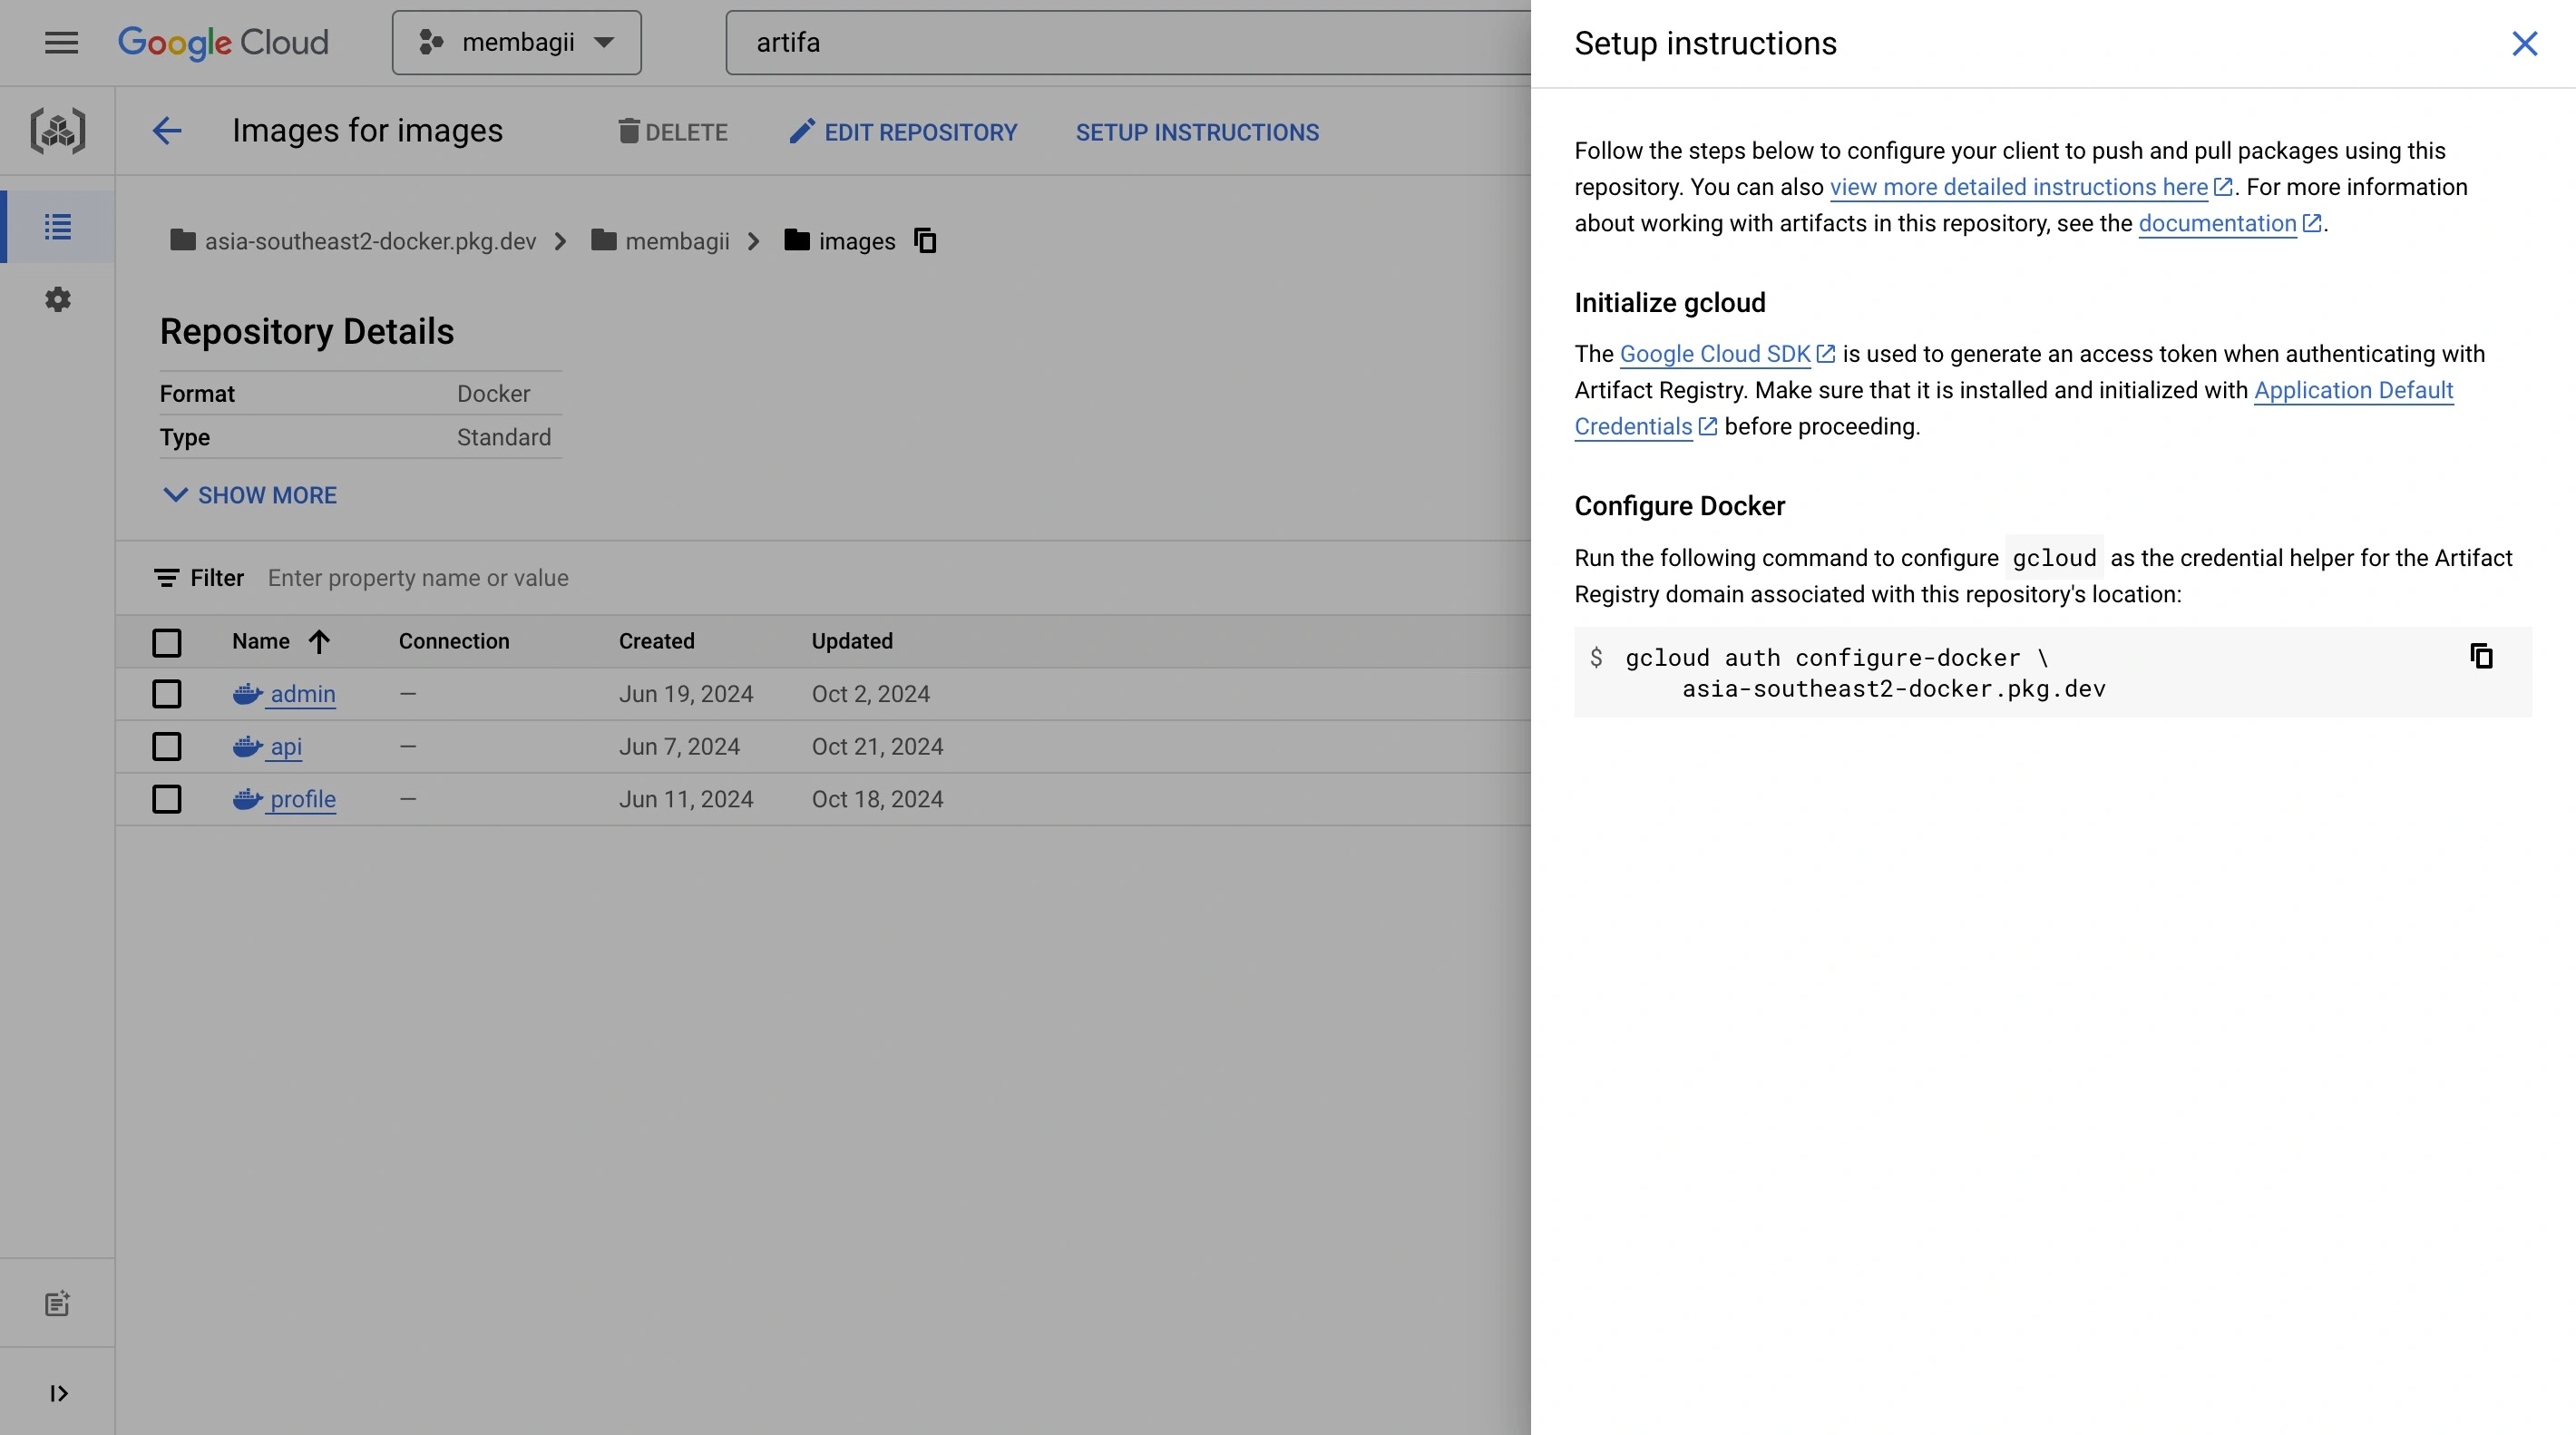 Google Cloud
membagii
artifa
Images for images
DELETE
EDIT REPOSITORY
SETUP INSTRUCTIONS
asia-southeast2-docker.pkg.dev
membagii
images
Repository Details
Format Docker
Type Standard
SHOW MORE
Filter Enter property name or value
Name Connection Created Updated
admin — Jun 19, 2024 Oct 2, 2024
api — Jun 7, 2024 Oct 21, 2024
profile — Jun 11, 2024 Oct 18, 2024
Setup instructions
Follow the steps below to configure your client to push and pull packages using this
repository. You can also view more detailed instructions here. For more information
about working with artifacts in this repository, see the documentation.
Initialize gcloud
The Google Cloud SDK is used to generate an access token when authenticating with
Artifact Registry. Make sure that it is installed and initialized with Application Default
Credentials before proceeding.
Configure Docker
Run the following command to configure gcloud as the credential helper for the Artifact
Registry domain associated with this repository's location:
$ gcloud auth configure-docker \
asia-southeast2-docker.pkg.dev